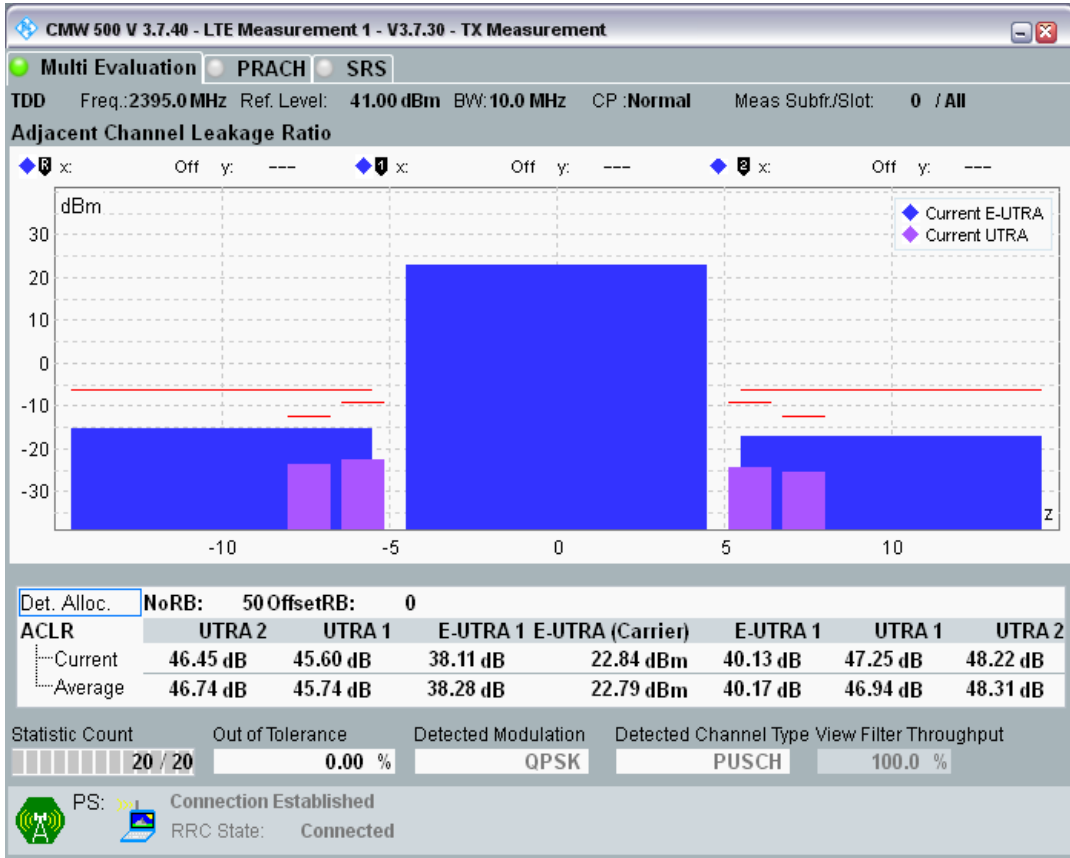 CMW 500 V 3.7.40 - LTE Measurement 1 - V3.7.30 - TX Measurement
Multi Evaluation PRACH SRS
TDD Freq.:2395.0 MHz Ref. Level: 41.00 dBm BW: 10.0 MHz CP :Normal Meas Subfr./Slot: 0 / All
Adjacent Channel Leakage Ratio
R x: Off y: --- 1 x: Off y: --- 2 x: Off y: ---
dBm
Current E-UTRA
Current UTRA
30
20
10
0
-10
-20
-30
z
-10 -5 0 5 10
Det. Alloc. NoRB: 50 OffsetRB: 0
ACLR UTRA 2 UTRA 1 E-UTRA 1 E-UTRA (Carrier) E-UTRA 1 UTRA 1 UTRA 2
Current 46.45 dB 45.60 dB 38.11 dB 22.84 dBm 40.13 dB 47.25 dB 48.22 dB
Average 46.74 dB 45.74 dB 38.28 dB 22.79 dBm 40.17 dB 46.94 dB 48.31 dB
Statistic Count Out of Tolerance Detected Modulation Detected Channel Type View Filter Throughput
20 / 20 0.00 % QPSK PUSCH 100.0 %
PS: Connection Established
RRC State: Connected